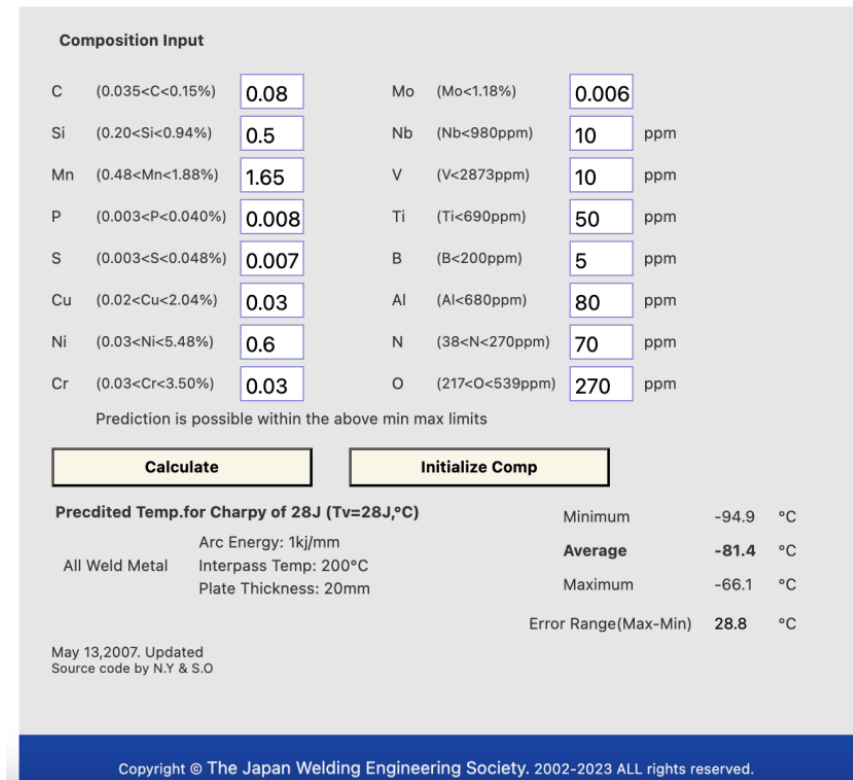 Composition Input
C (0.035<C<0.15%) 0.08 Mo (Mo<1.18%) 0.006
Si (0.20<Si<0.94%) 0.5 Nb (Nb<980ppm) 10 ppm
Mn (0.48<Mn<1.88%) 1.65 V (V<2873ppm) 10 ppm
P (0.003<P<0.040%) 0.008 Ti (Ti<690ppm) 50 ppm
S (0.003<S<0.048%) 0.007 B (B<200ppm) 5 ppm
Cu (0.02<Cu<2.04%) 0.03 Al (Al<680ppm) 80 ppm
Ni (0.03<Ni<5.48%) 0.6 N (38<N<270ppm) 70 ppm
Cr (0.03<Cr<3.50%) 0.03 O (217<O<539ppm) 270 ppm
Prediction is possible within the above min max limits
Calculate Initialize Comp
Precdited Temp.for Charpy of 28J (Tv=28J,°C)
All Weld Metal
Arc Energy: 1kj/mm
Interpass Temp: 200°C
Plate Thickness: 20mm
Minimum -94.9 °C
Average -81.4 °C
Maximum -66.1 °C
Error Range(Max-Min) 28.8 °C
May 13,2007. Updated
Source code by N.Y & S.O
Copyright © The Japan Welding Engineering Society. 2002-2023 ALL rights reserved.